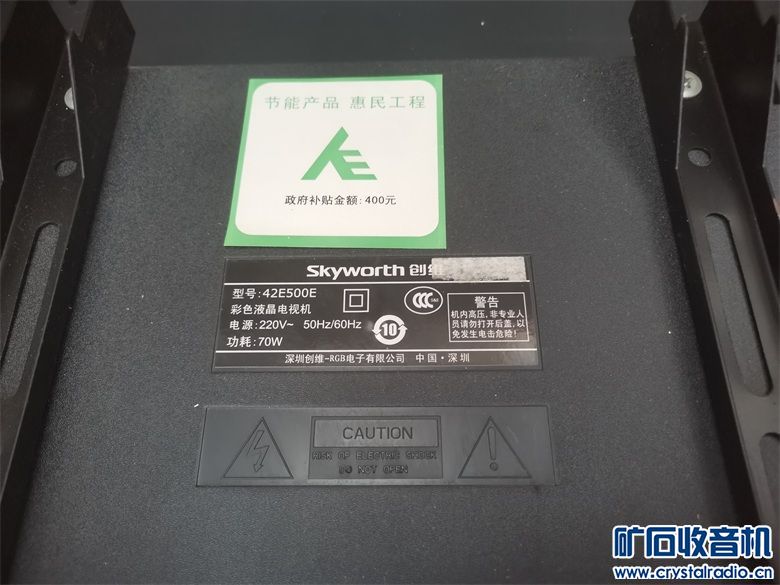 节能产品 惠民工程
政府补贴金额: 400元
Skyworth 创维
型号: 42E500E
彩色液晶电视机
电源: 220V~ 50Hz/60Hz
功耗: 70W
10
警告
机内高压, 非专业人
员请勿打开后盖, 以
免发生电击危险!
深圳创维-RGB电子有限公司 中国·深圳
CAUTION
RISK OF ELECTRIC SHOCK
DO NOT OPEN
矿石收音机
www.crystalradio.cn